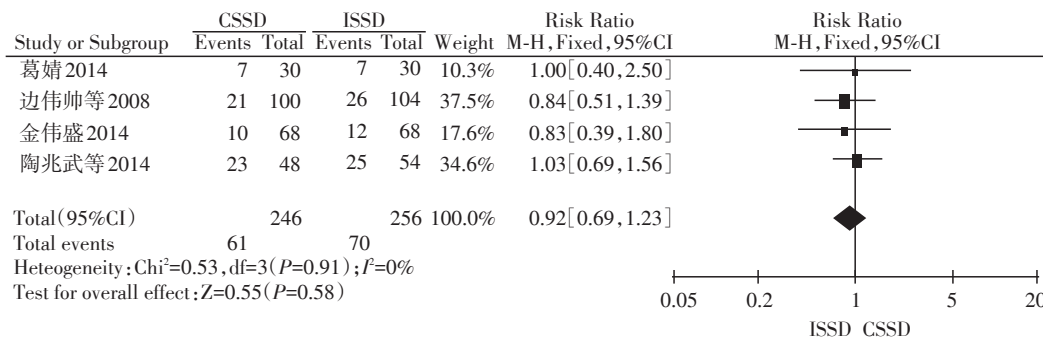 CSSD ISSD Risk Ratio Risk Ratio
Study or Subgroup Events Total Events Total Weight M-H,Fixed,95%CI M-H,Fixed,95%CI
葛婧2014 7 30 7 30 10.3% 1.00[0.40,2.50]
边伟帅等2008 21 100 26 104 37.5% 0.84[0.51,1.39]
金伟盛2014 10 68 12 68 17.6% 0.83[0.39,1.80]
陶兆武等2014 23 48 25 54 34.6% 1.03[0.69,1.56]
Total(95%CI) 246 256 100.0% 0.92[0.69,1.23]
Total events 61 70
Heteogeneity:Chi²=0.53,df=3(P=0.91);I²=0%
Test for overall effect:Z=0.55(P=0.58)
0.05 0.2 1 5 20
ISSD CSSD